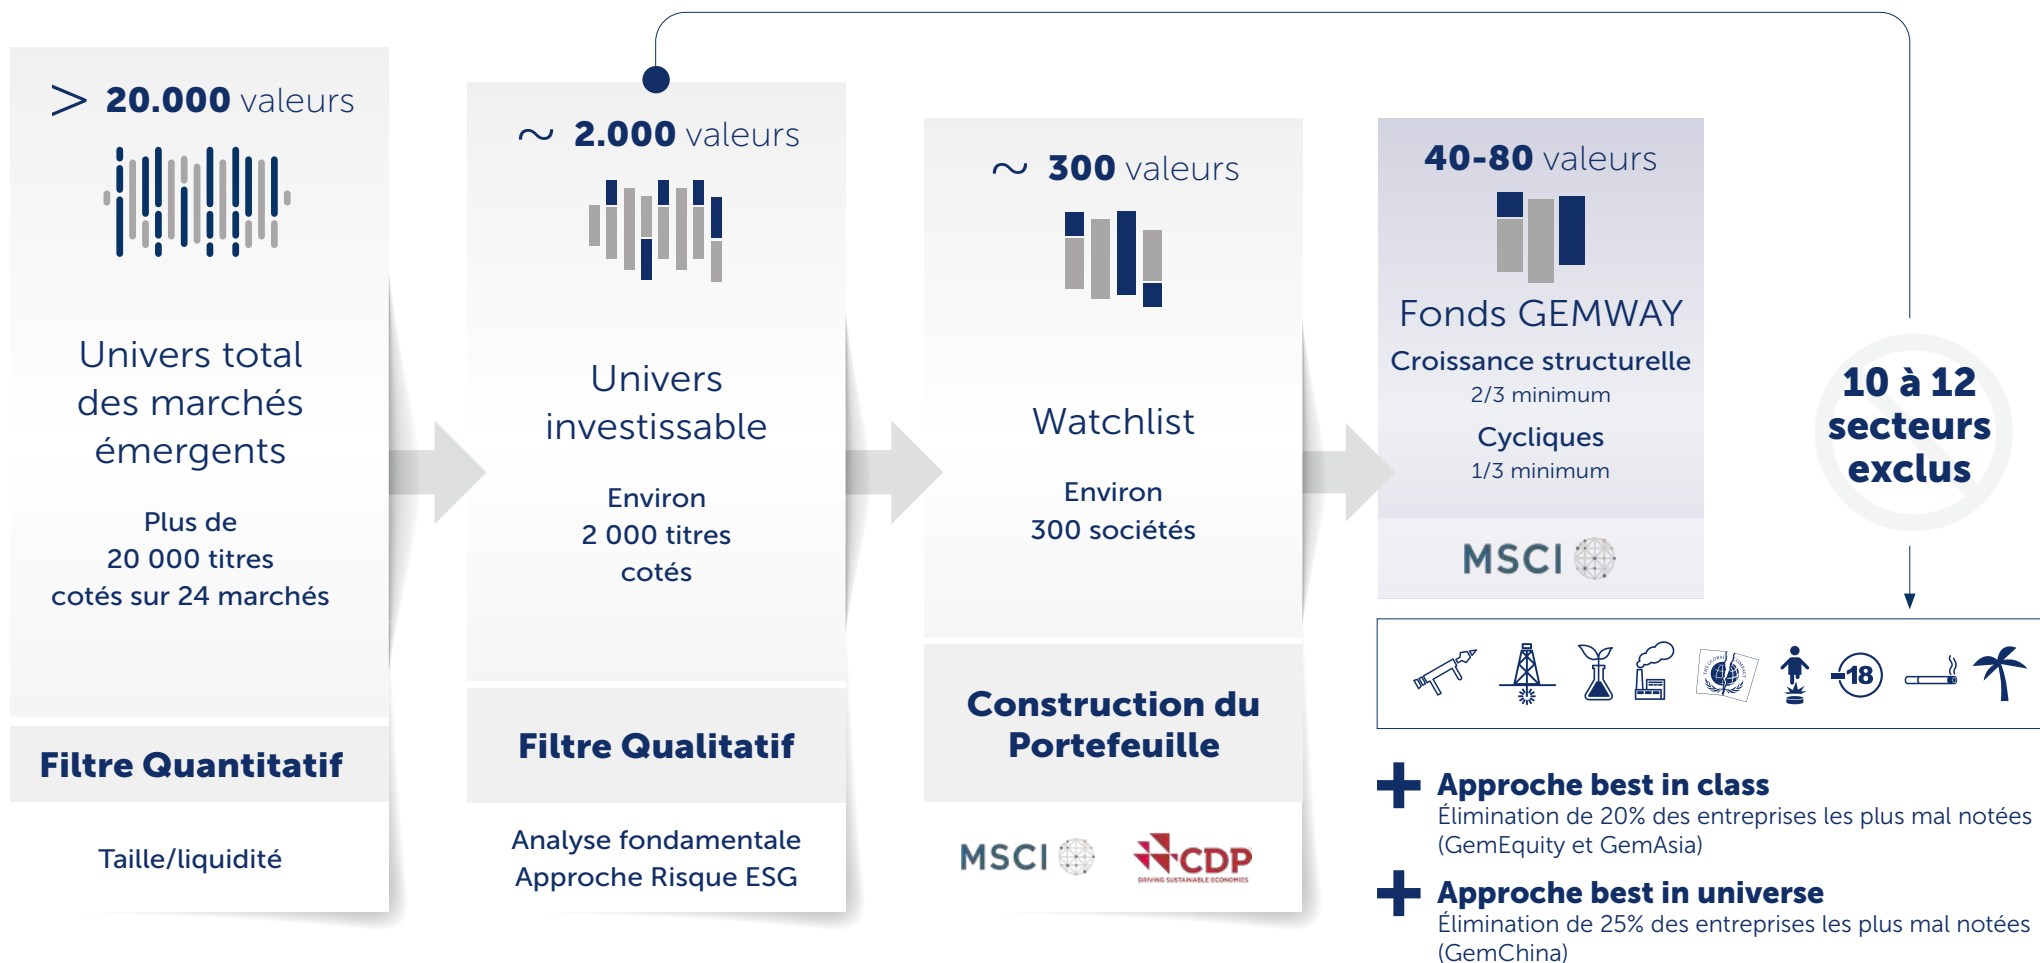 > 20.000 valeurs
Univers total
des marchés
émergents
Plus de
20 000 titres
cotés sur 24 marchés
Filtre Quantitatif
Taille/liquidité
~ 2.000 valeurs
Univers
investissable
Environ
2 000 titres
cotés
Filtre Qualitatif
Analyse fondamentale
Approche Risque ESG
~ 300 valeurs
Watchlist
Environ
300 sociétés
Construction du
Portefeuille
MSCI
CDP
DRIVING SUSTAINABLE ECONOMIES
40-80 valeurs
Fonds GEMWAY
Croissance structurelle
2/3 minimum
Cycliques
1/3 minimum
MSCI
10 à 12
secteurs
exclus
THE GLOBAL COMPACT
-18
+ Approche best in class
Élimination de 20% des entreprises les plus mal notées
(GemEquity et GemAsia)
+ Approche best in universe
Élimination de 25% des entreprises les plus mal notées
(GemChina)